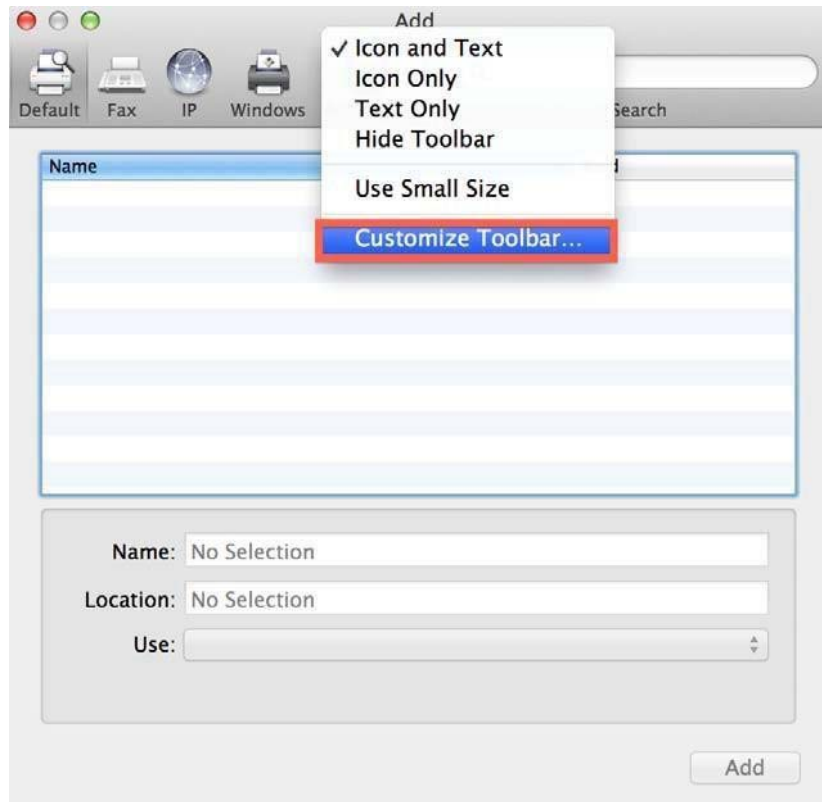 Add
✓ Icon and Text
Icon Only
Text Only
Hide Toolbar
Use Small Size
Customize Toolbar...
Default Fax IP Windows Search
Name
Name: No Selection
Location: No Selection
Use:
Add